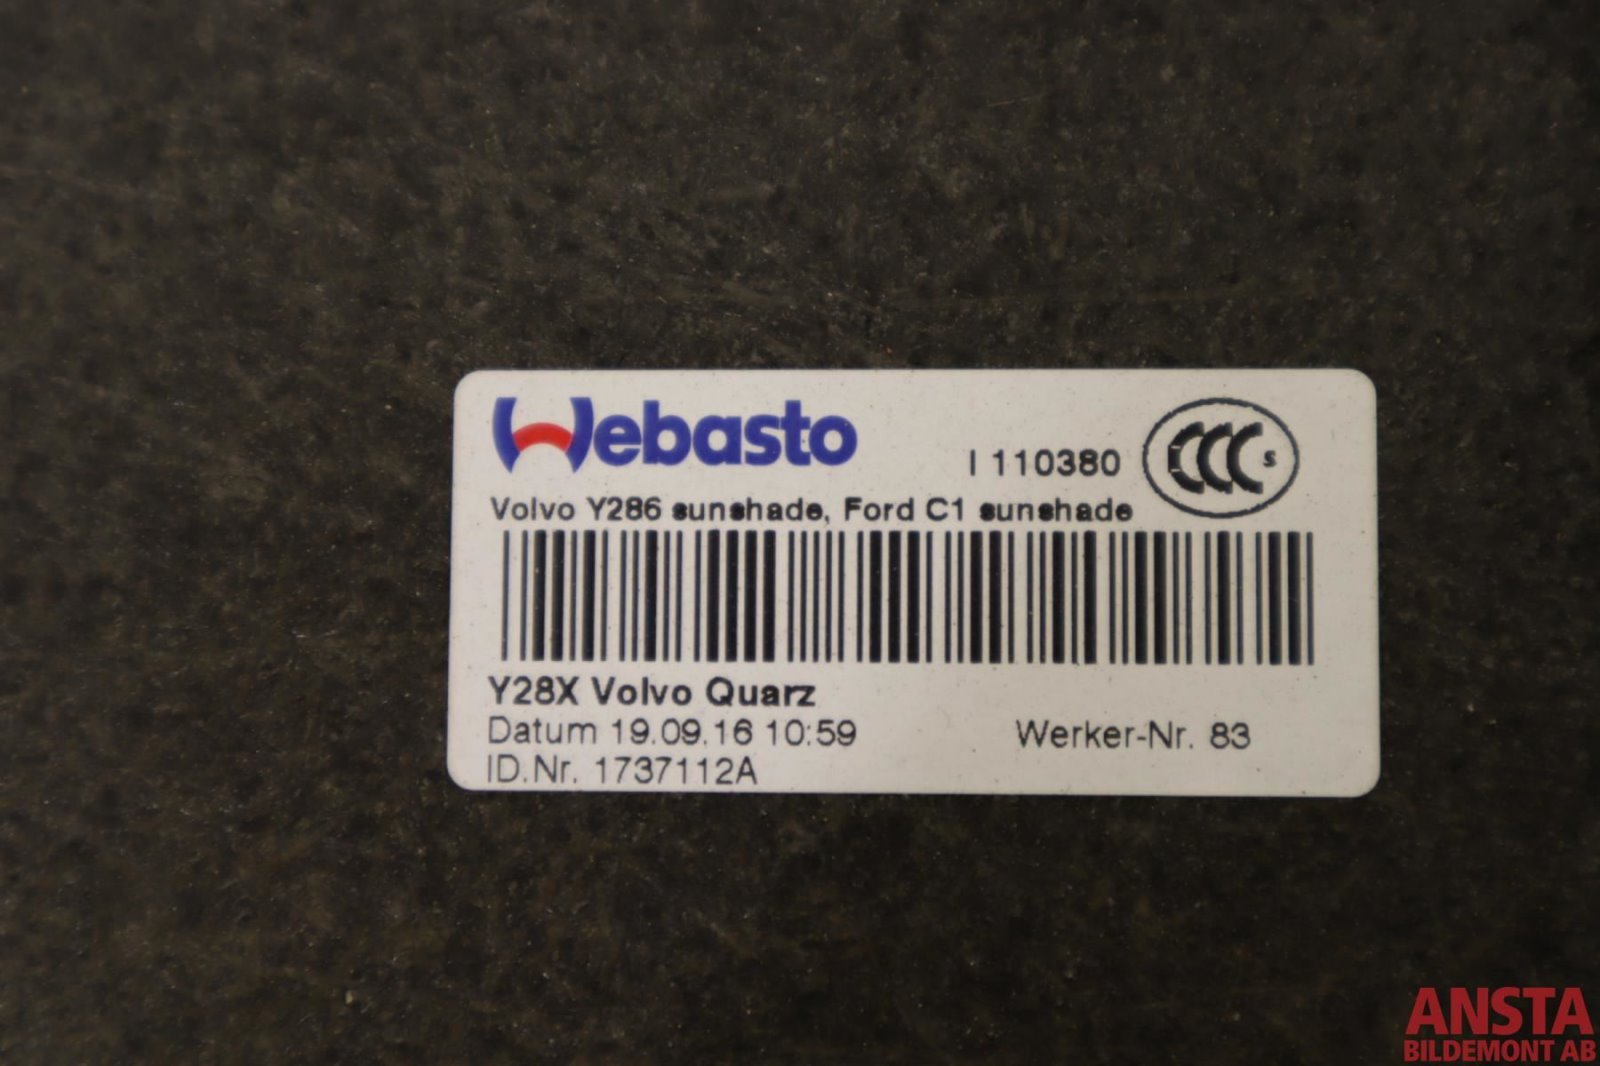 Webasto
I 110380
CCC S
Volvo Y286 sunshade, Ford C1 sunshade
Y28X Volvo Quarz
Datum 19.09.16 10:59
Werker-Nr. 83
ID.Nr. 1737112A
ANSTA
BILDEMONT AB